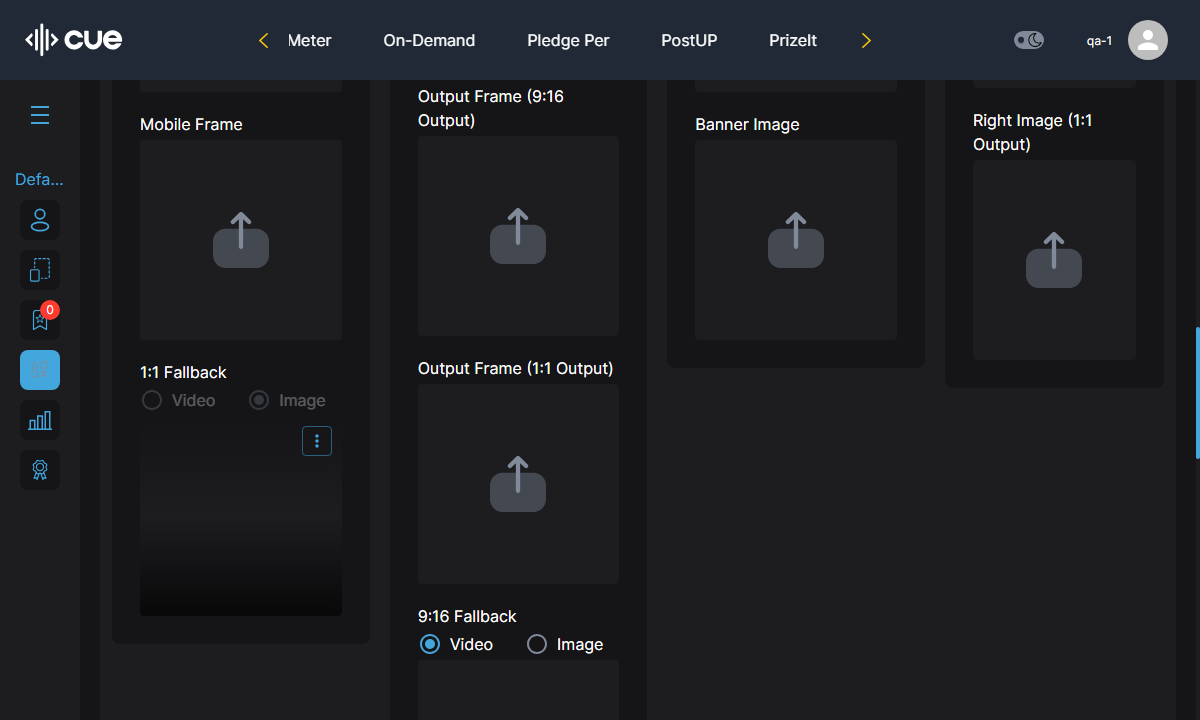 cue
Meter
On-Demand
Pledge Per
PostUP
PrizeIt
qa-1
Defa...
0
Mobile Frame
1:1 Fallback
Video
Image
Output Frame (9:16
Output)
Output Frame (1:1 Output)
9:16 Fallback
Video
Image
Banner Image
Right Image (1:1
Output)